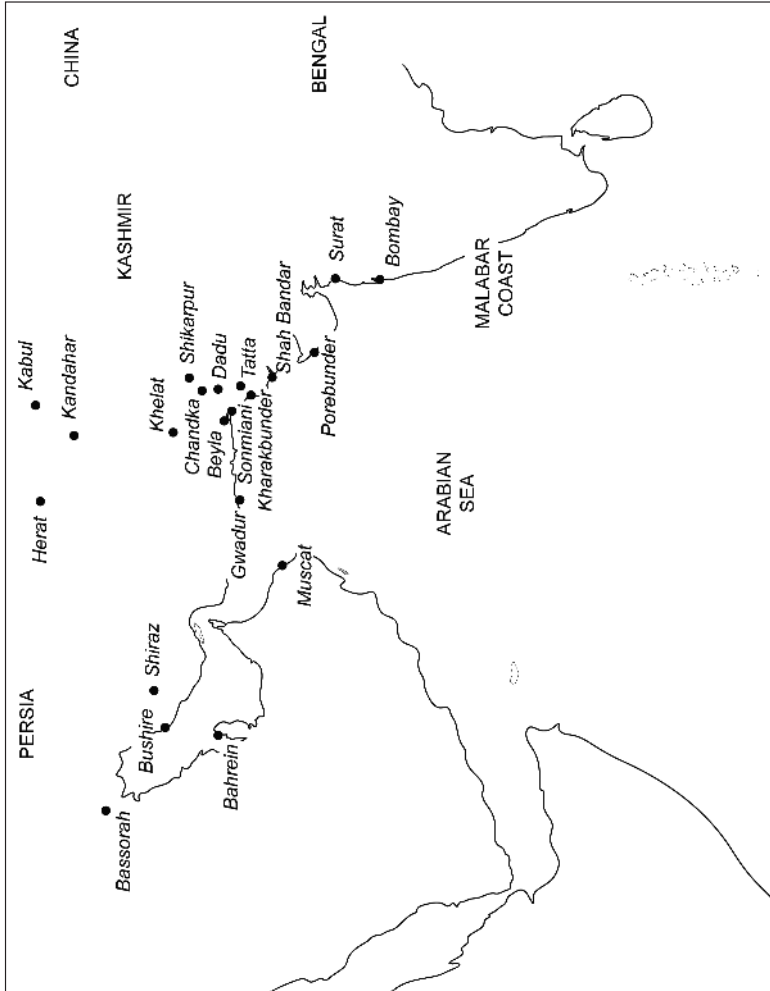 CHINA
BENGAL
KASHMIR
Kabul
Kandahar
Herat
PERSIA
Khelat
Shikarpur
Chandka
Dadu
Beyla
Tatta
Sonmiani
Kharakbunder
Shah Bandar
Gwadur
Porebunder
Surat
Bombay
MALABAR
COAST
ARABIAN
SEA
Muscat
Shiraz
Bushire
Bahrein
Bassorah